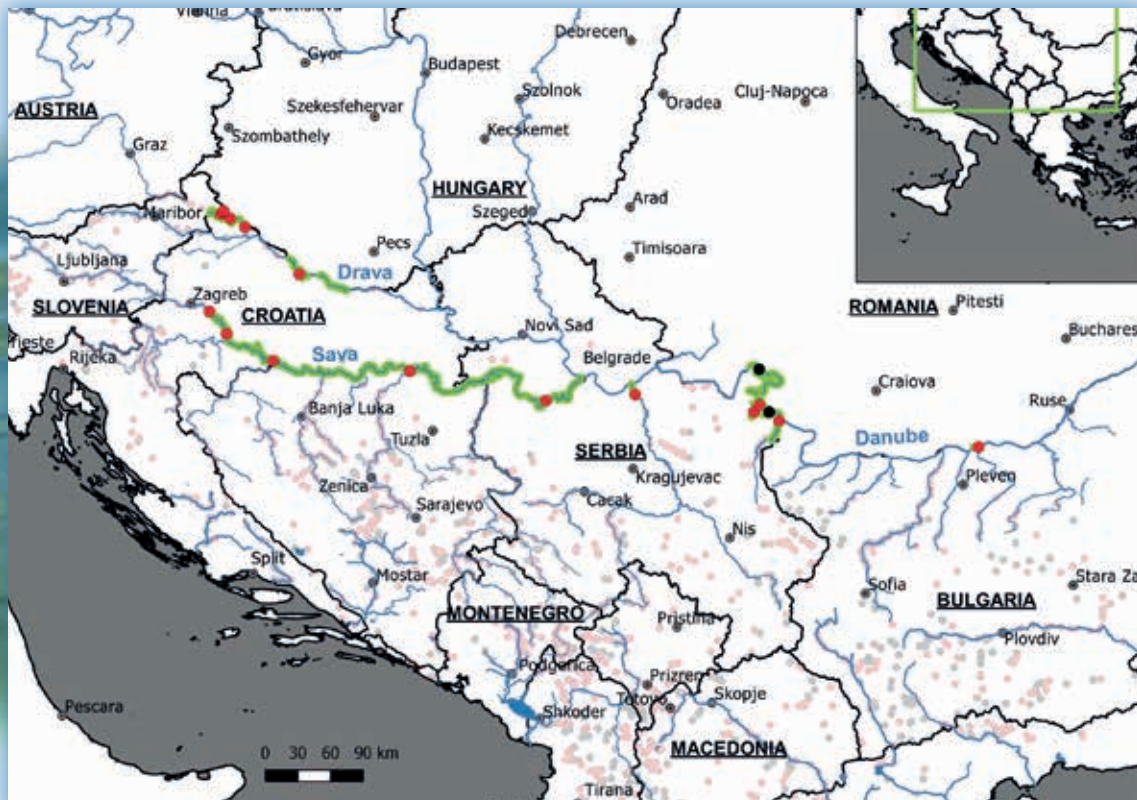 Debrecen
Gyor
Budapest
Szolnok
Oradea
Cluj-Napoca
Szekesfehervar
AUSTRIA
Szombathely
Kecskemet
Graz
HUNGARY
Maribor
Szeged
Arad
Pecs
Timisoara
Ljubljana
Drava
SLOVENIA
Zagreb
CROATIA
ROMANIA
Pitesti
Novi Sad
Bucharest
Rijeka
Sava
Belgrade
Craiova
Ruse
Banja Luka
Tuzla
Danube
SERBIA
Kragujevac
Pleven
Zenica
Sarajevo
Cacak
Nis
Split
Mostar
Sofia
Stara Za
BULGARIA
MONTENEGRO
Pristina
Plovdiv
Podgorica
Prizren
Skopje
Pescara
Shkoder
MACEDONIA
0 30 60 90 km
Tirana